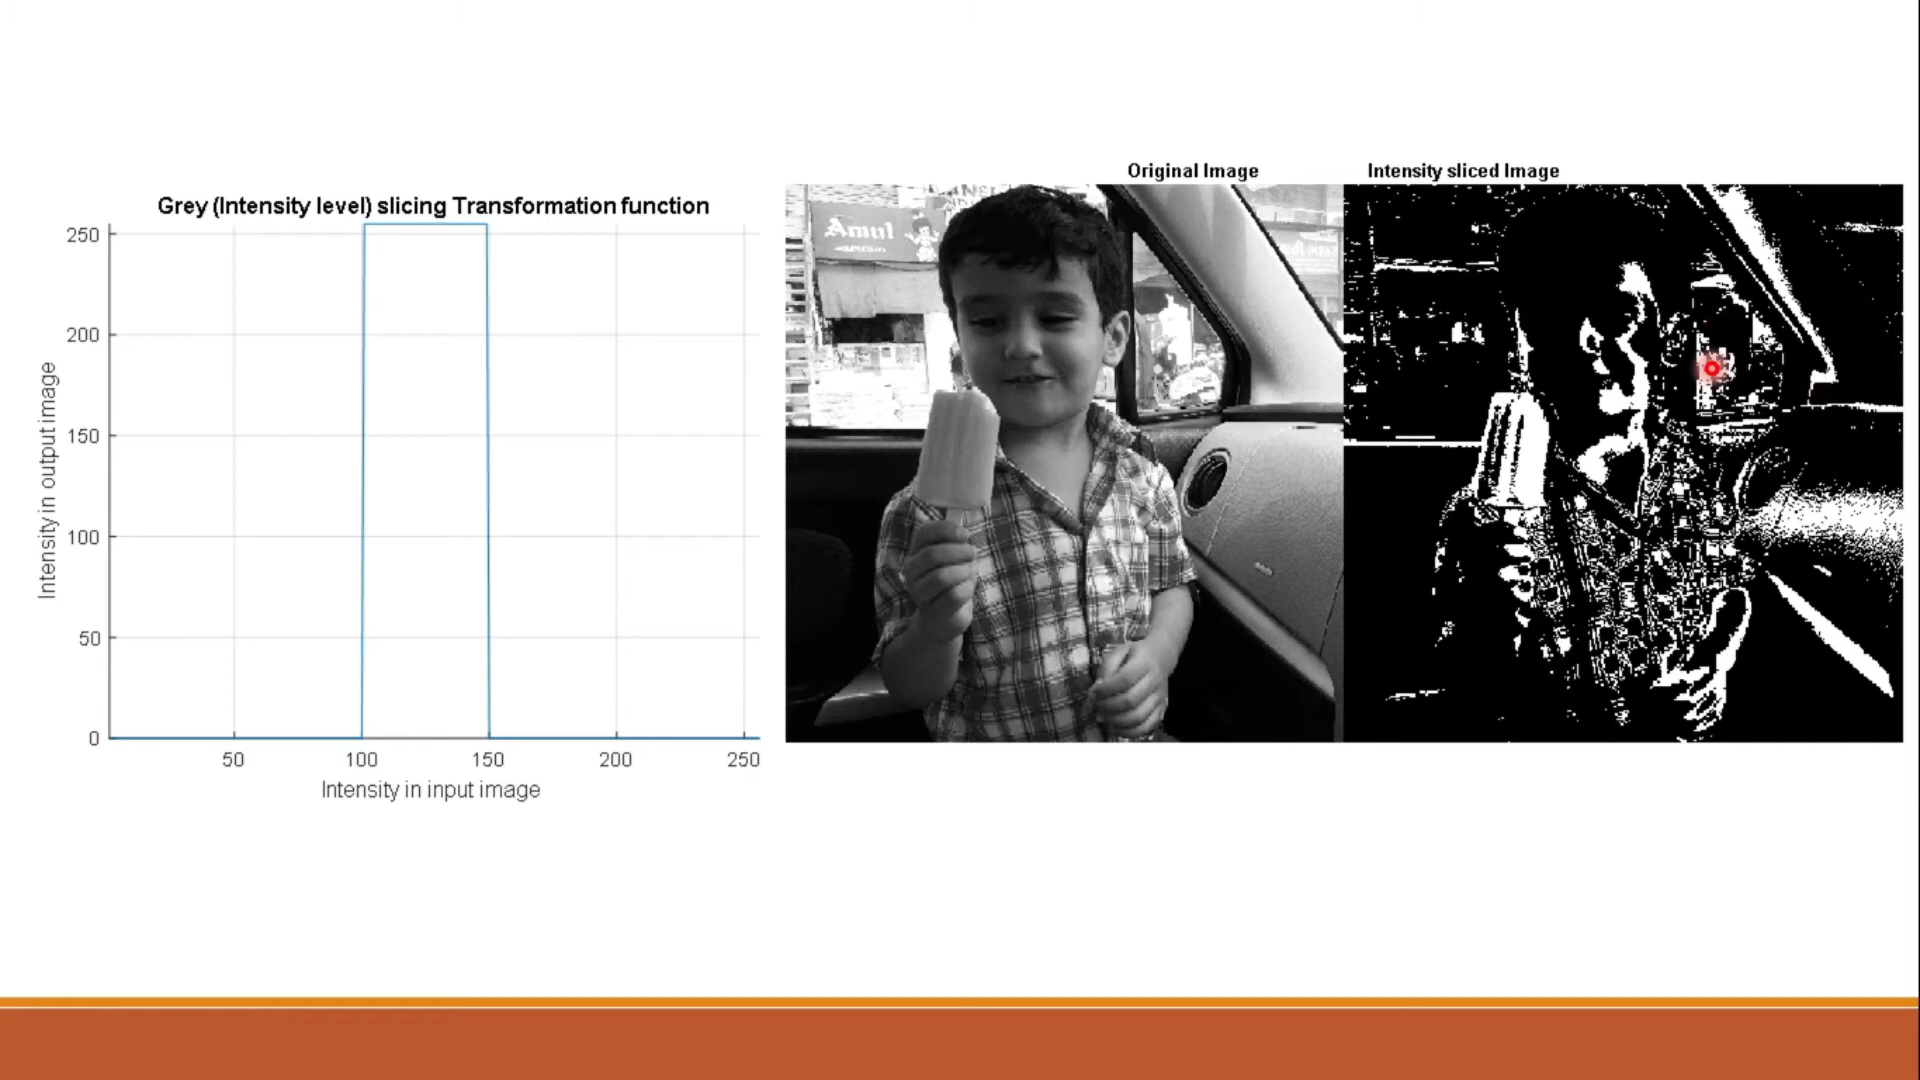 Grey (Intensity level) slicing Transformation function
250
200
150
100
50
0
Intensity in output image
50 100 150 200 250
Intensity in input image
Original Image
Intensity sliced Image
Amul